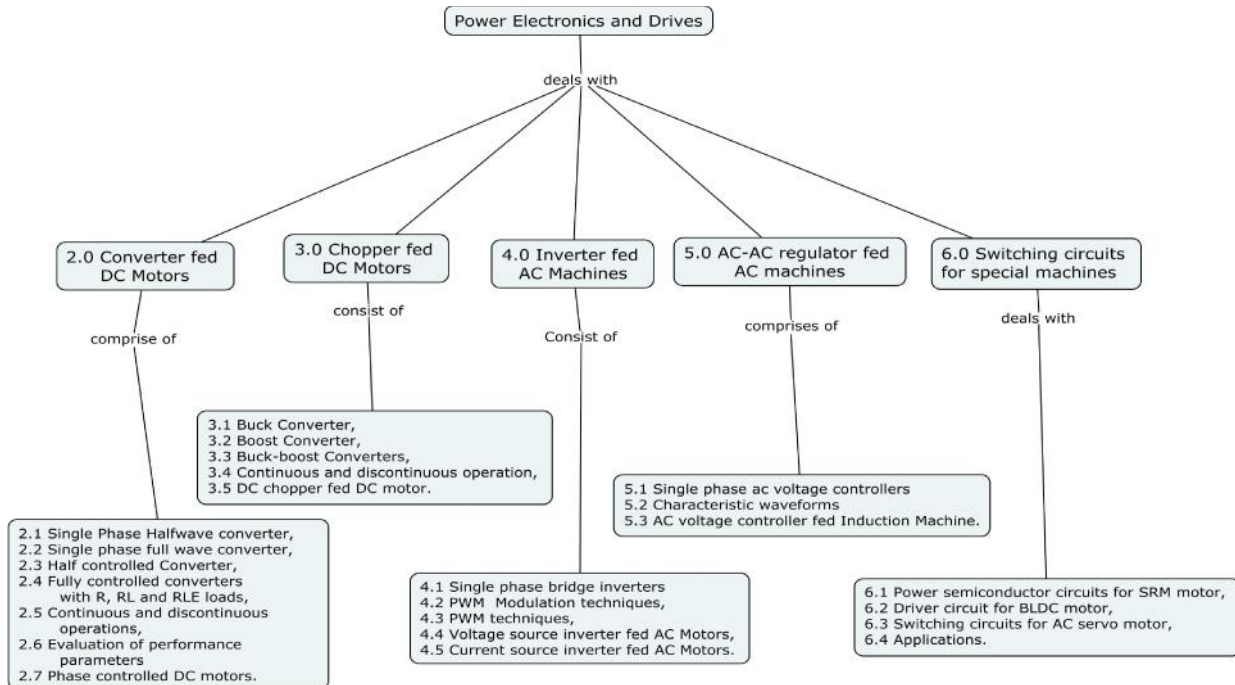 Power Electronics and Drives
deals with
2.0 Converter fed
DC Motors
3.0 Chopper fed
DC Motors
4.0 Inverter fed
AC Machines
5.0 AC-AC regulator fed
AC machines
6.0 Switching circuits
for special machines
comprise of
consist of
Consist of
comprises of
deals with
2.1 Single Phase Halfwave converter,
2.2 Single phase full wave converter,
2.3 Half controlled Converter,
2.4 Fully controlled converters
with R, RL and RLE loads,
2.5 Continuous and discontinuous
operations,
2.6 Evaluation of performance
parameters
2.7 Phase controlled DC motors.
3.1 Buck Converter,
3.2 Boost Converter,
3.3 Buck-boost Converters,
3.4 Continuous and discontinuous operation,
3.5 DC chopper fed DC motor.
4.1 Single phase bridge inverters
4.2 PWM Modulation techniques,
4.3 PWM techniques,
4.4 Voltage source inverter fed AC Motors,
4.5 Current source inverter fed AC Motors.
5.1 Single phase ac voltage controllers
5.2 Characteristic waveforms
5.3 AC voltage controller fed Induction Machine.
6.1 Power semiconductor circuits for SRM motor,
6.2 Driver circuit for BLDC motor,
6.3 Switching circuits for AC servo motor,
6.4 Applications.